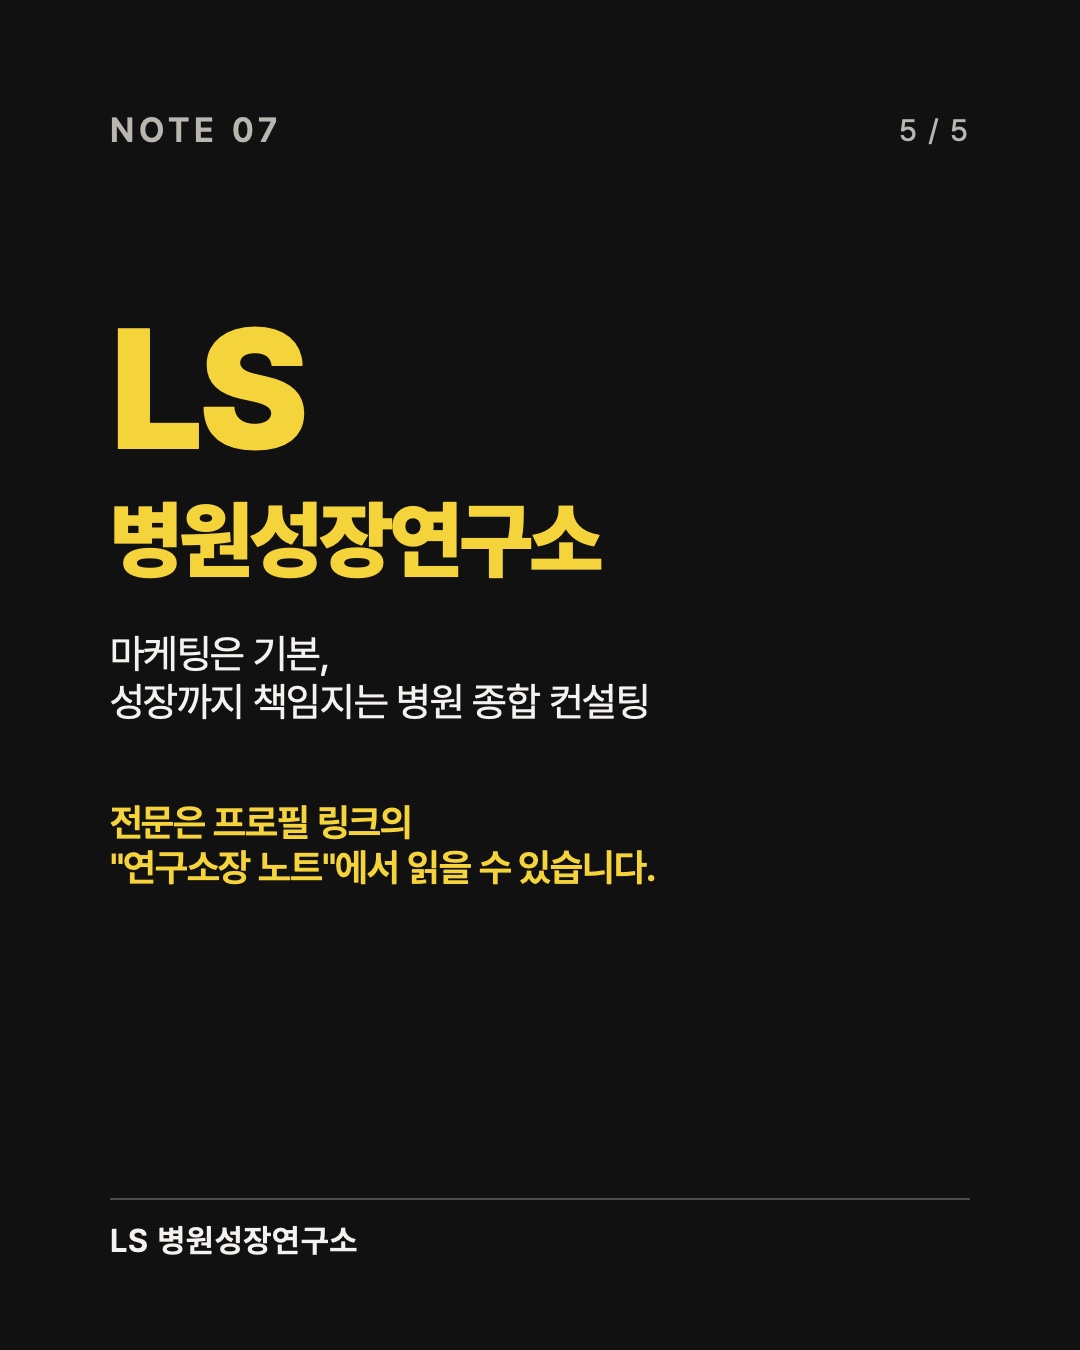 NOTE 07
5 / 5
LS
병원성장연구소
마케팅은 기본,
성장까지 책임지는 병원 종합 컨설팅
전문은 프로필 링크의
"연구소장 노트"에서 읽을 수 있습니다.
LS 병원성장연구소